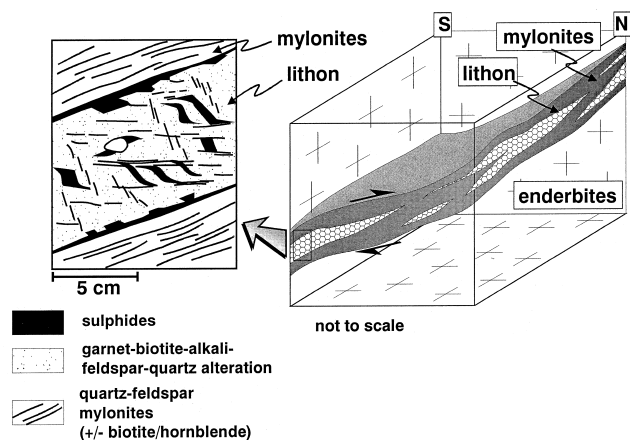 S
N
mylonites
mylonites
lithon
lithon
enderbites
5 cm
not to scale
sulphides
garnet-biotite-alkali-
feldspar-quartz alteration
quartz-feldspar
mylonites
(+/- biotite/hornblende)